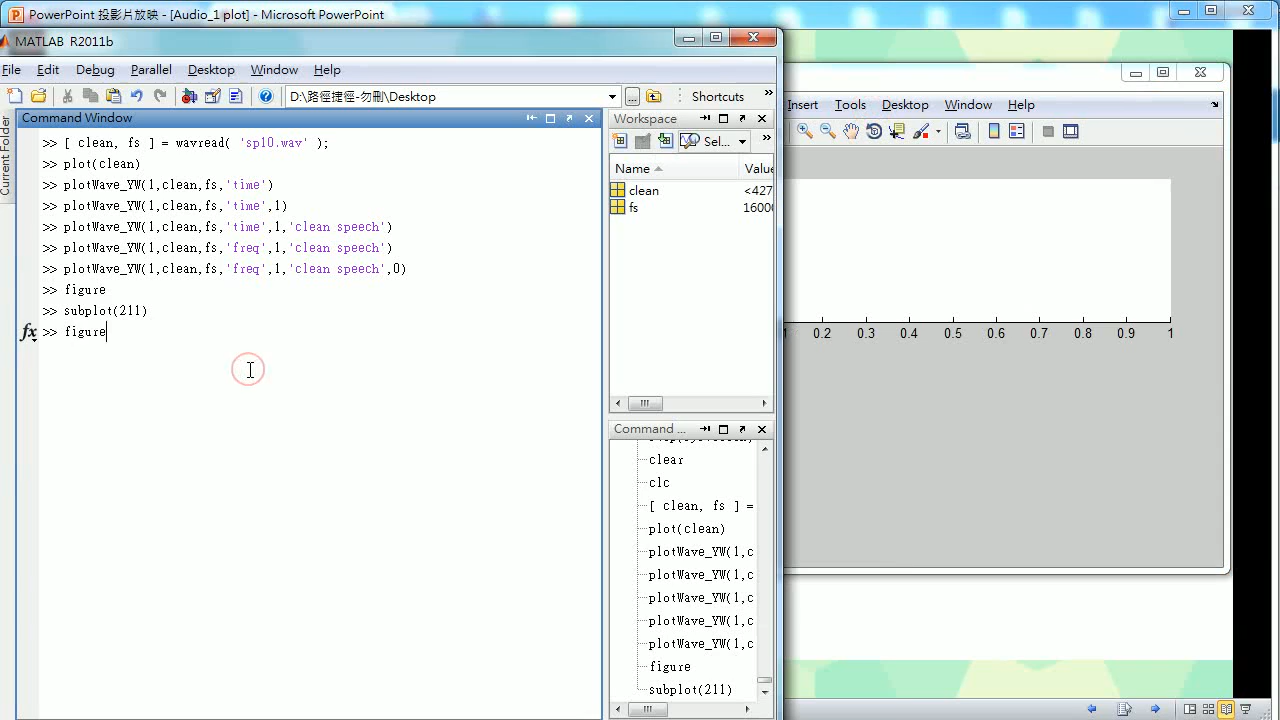 PowerPoint 投影片放映 - [Audio_1 plot] - Microsoft PowerPoint
MATLAB R2011b
File Edit Debug Parallel Desktop Window Help
D:\路徑捷徑-勿刪\Desktop
Shortcuts
Current Folder
Command Window
>> [ clean, fs ] = wavread( 'sp10.wav' );
>> plot(clean)
>> plotWave_YW(1,clean,fs,'time')
>> plotWave_YW(1,clean,fs,'time',1)
>> plotWave_YW(1,clean,fs,'time',1,'clean speech')
>> plotWave_YW(1,clean,fs,'freq',1,'clean speech')
>> plotWave_YW(1,clean,fs,'freq',1,'clean speech',0)
>> figure
>> subplot(211)
fx >> figure
Workspace
Sel...
Name Value
clean <427
fs 16000
Command ...
clear
clc
[ clean, fs ] =
plot(clean)
plotWave_YW(1,c
plotWave_YW(1,c
plotWave_YW(1,c
plotWave_YW(1,c
plotWave_YW(1,c
figure
subplot(211)
Insert Tools Desktop Window Help
0.2 0.3 0.4 0.5 0.6 0.7 0.8 0.9 1